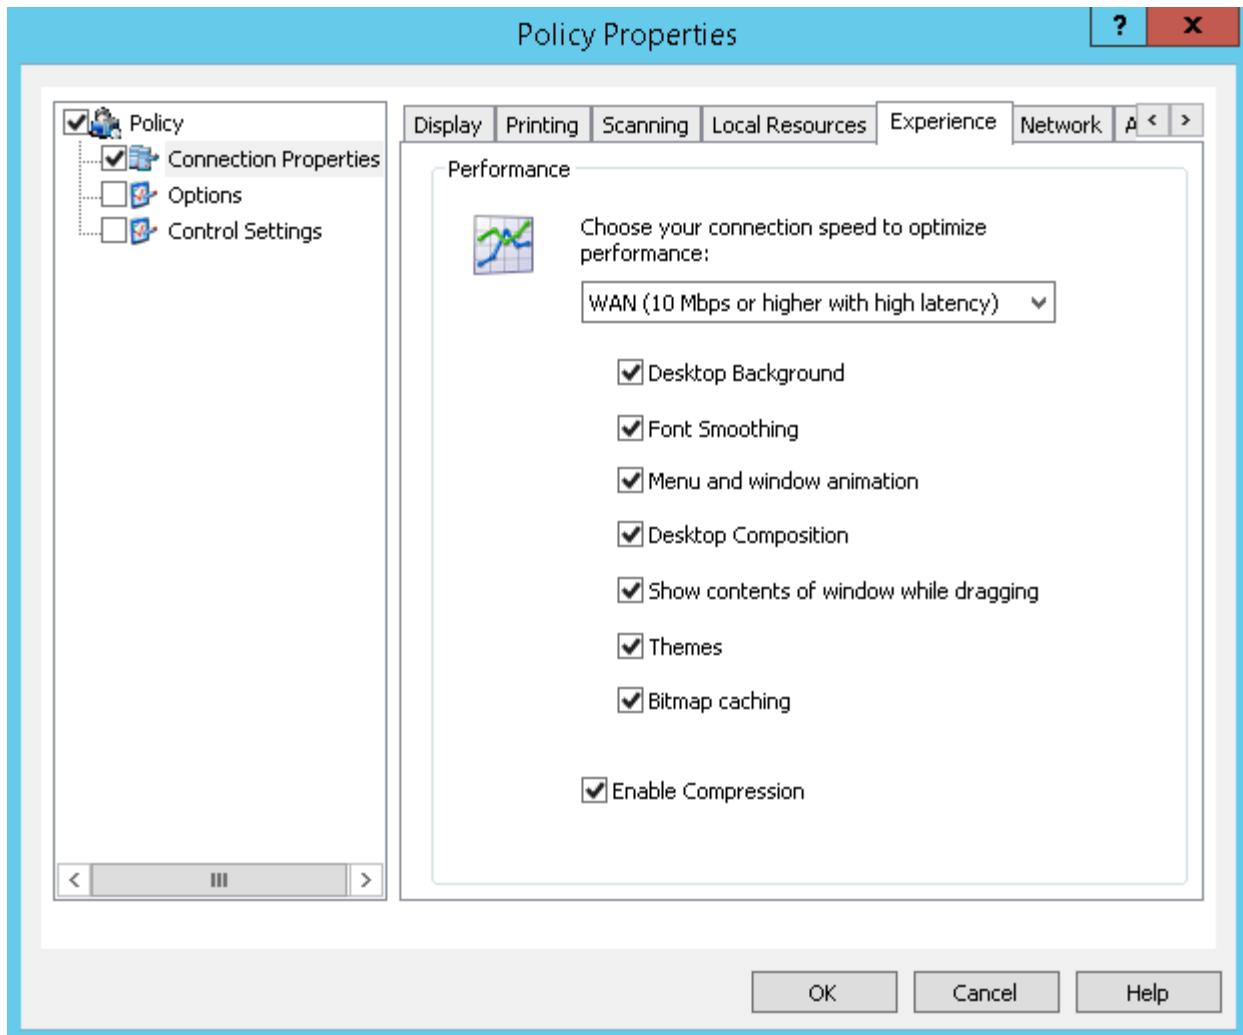 Policy Properties
? X
Policy
Connection Properties
Options
Control Settings
Display Printing Scanning Local Resources Experience Network
Performance
Choose your connection speed to optimize
performance:
WAN (10 Mbps or higher with high latency)
Desktop Background
Font Smoothing
Menu and window animation
Desktop Composition
Show contents of window while dragging
Themes
Bitmap caching
Enable Compression
OK Cancel Help